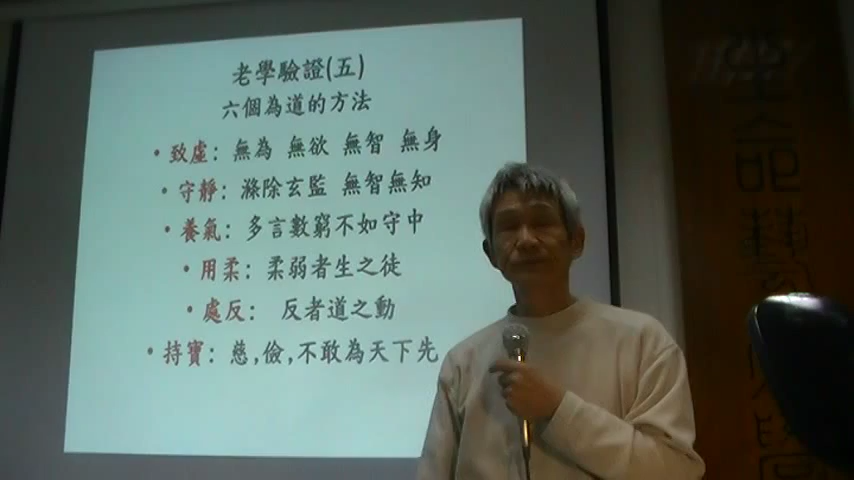 老學驗證(五)
六個為道的方法
• 致虛: 無為 無欲 無智 無身
• 守靜: 滌除玄監 無智無知
• 養氣: 多言數窮不如守中
• 用柔: 柔弱者生之徒
• 處反: 反者道之動
• 持寶: 慈,儉,不敢為天下先